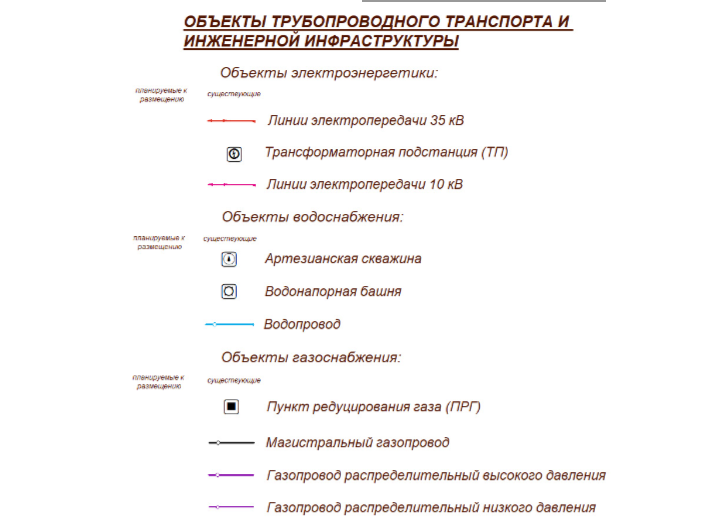 ОБЪЕКТЫ ТРУБОПРОВОДНОГО ТРАНСПОРТА И
ИНЖЕНЕРНОЙ ИНФРАСТРУКТУРЫ
Объекты электроэнергетики:
планируемые к
размещению
существующие
Линии электропередачи 35 кВ
Трансформаторная подстанция (ТП)
Линии электропередачи 10 кВ
Объекты водоснабжения:
планируемые к
размещению
существующие
Артезианская скважина
Водонапорная башня
Водопровод
Объекты газоснабжения:
планируемые к
размещению
существующие
Пункт редуцирования газа (ПРГ)
Магистральный газопровод
Газопровод распределительный высокого давления
Газопровод распределительный низкого давления